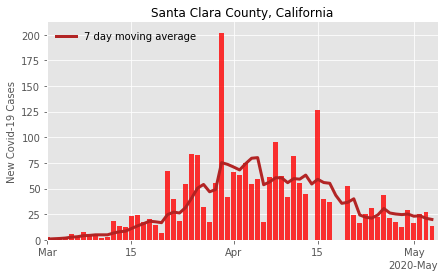 Santa Clara County, California
7 day moving average
New Covid-19 Cases
200
175
150
125
100
75
50
25
0
Mar 15 Apr 15 May
2020-May